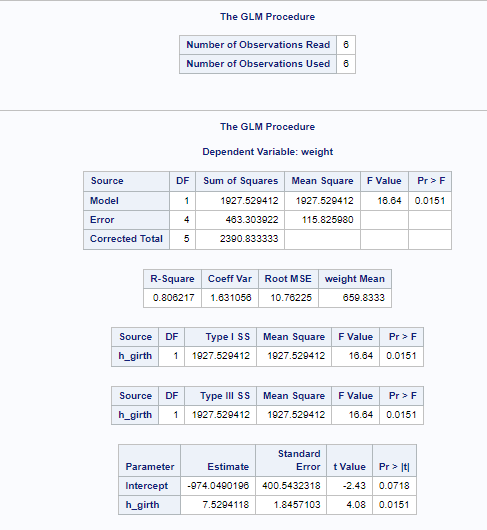 The GLM Procedure
Number of Observations Read 6
Number of Observations Used 6
The GLM Procedure
Dependent Variable: weight
Source DF Sum of Squares Mean Square F Value Pr > F
Model 1 1927.529412 1927.529412 16.64 0.0151
Error 4 463.303922 115.825980
Corrected Total 5 2390.833333
R-Square Coeff Var Root MSE weight Mean
0.806217 1.631056 10.76225 659.8333
Source DF Type I SS Mean Square F Value Pr > F
h_girth 1 1927.529412 1927.529412 16.64 0.0151
Source DF Type III SS Mean Square F Value Pr > F
h_girth 1 1927.529412 1927.529412 16.64 0.0151
Parameter Estimate Standard Error t Value Pr > |t|
Intercept -974.0490196 400.5432318 -2.43 0.0718
h_girth 7.5294118 1.8457103 4.08 0.0151